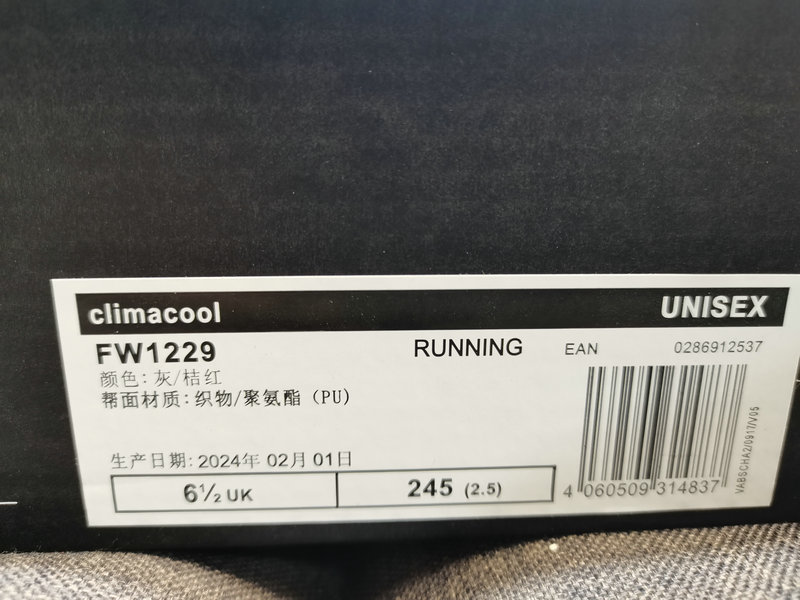 climacool UNISEX
FW1229 RUNNING EAN 0286912537
颜色: 灰/桔红
帮面材质: 织物/聚氨酯 (PU)
生产日期: 2024年 02月 01日
6½ UK 245 (2.5)
4 060509 314837
VABSCHA2/0917/V05